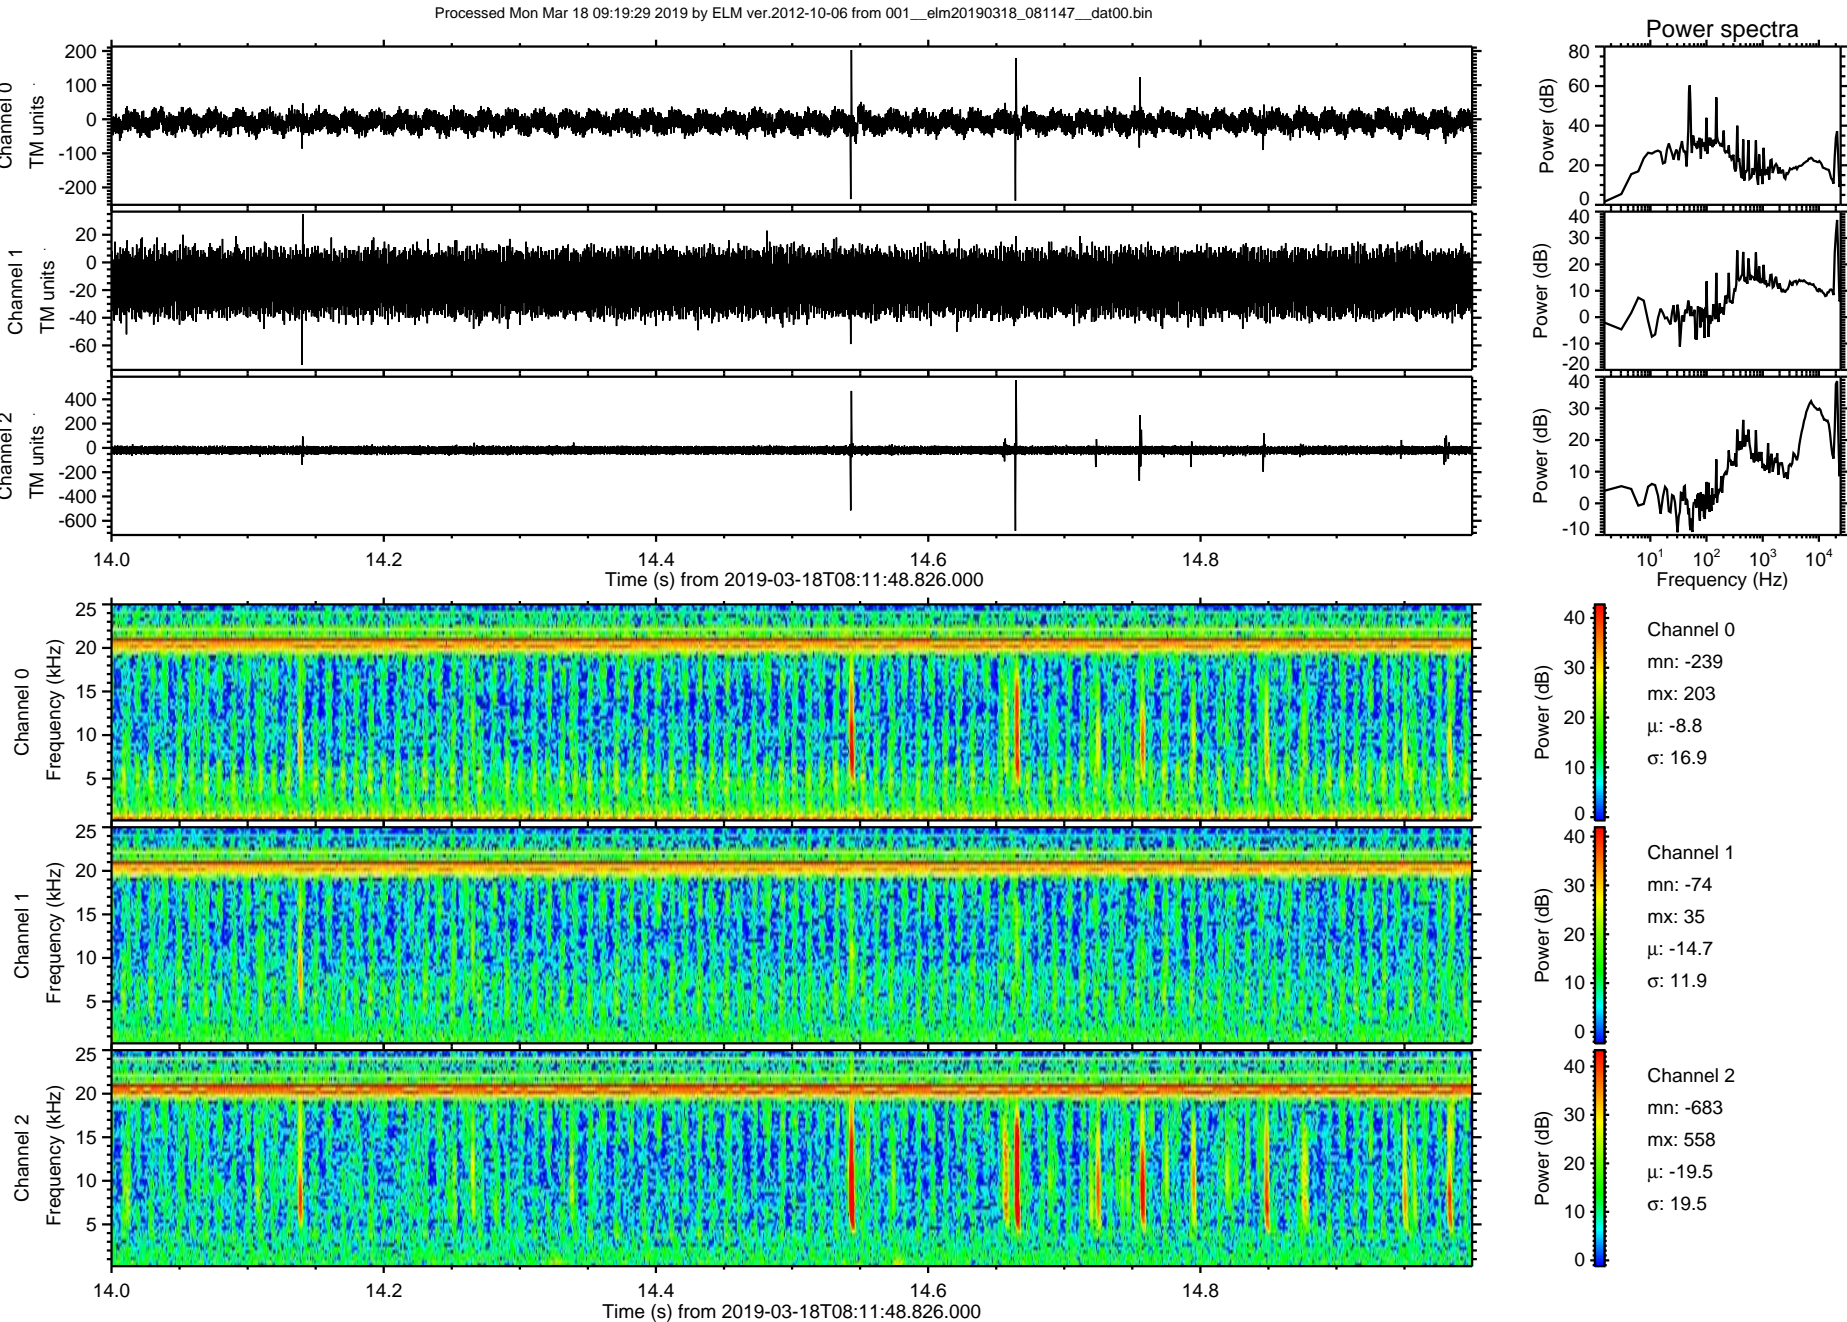 Processed Mon Mar 18 09:19:29 2019 by ELM ver.2012-10-06 from 001__elm20190318_081147__dat00.bin
Power spectra
Channel 0
TM units
200
100
0
-100
-200
Power (dB)
80
60
40
20
0
Channel 1
TM units
20
0
-20
-40
-60
Power (dB)
40
30
20
10
0
-10
-20
Channel 2
TM units
400
200
0
-200
-400
-600
Power (dB)
40
30
20
10
0
-10
14.0 14.2 14.4 14.6 14.8
Time (s) from 2019-03-18T08:11:48.826.000
10^1 10^2 10^3 10^4
Frequency (Hz)
Channel 0
Frequency (kHz)
25
20
15
10
5
Power (dB)
40
30
20
10
0
Channel 0
mn: -239
mx: 203
μ: -8.8
σ: 16.9
Channel 1
Frequency (kHz)
25
20
15
10
5
Power (dB)
40
30
20
10
0
Channel 1
mn: -74
mx: 35
μ: -14.7
σ: 11.9
Channel 2
Frequency (kHz)
25
20
15
10
5
Power (dB)
40
30
20
10
0
Channel 2
mn: -683
mx: 558
μ: -19.5
σ: 19.5
14.0 14.2 14.4 14.6 14.8
Time (s) from 2019-03-18T08:11:48.826.000